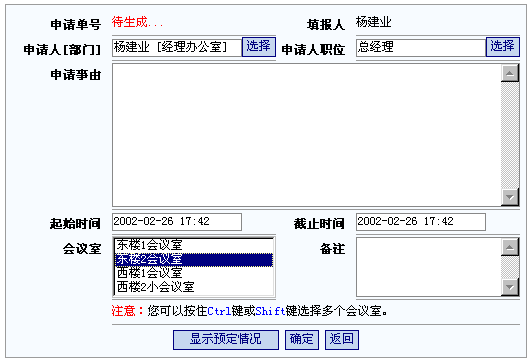 申请单号 待生成... 填报人 杨建业
申请人[部门] 杨建业 [经理办公室] 选择 申请人职位 总经理 选择
申请事由
起始时间 2002-02-26 17:42 截止时间 2002-02-26 17:42
会议室 东楼1会议室 备注
东楼2会议室
西楼1会议室
西楼2小会议室
注意：您可以按住Ctrl键或Shift键选择多个会议室。
显示预定情况 确定 返回